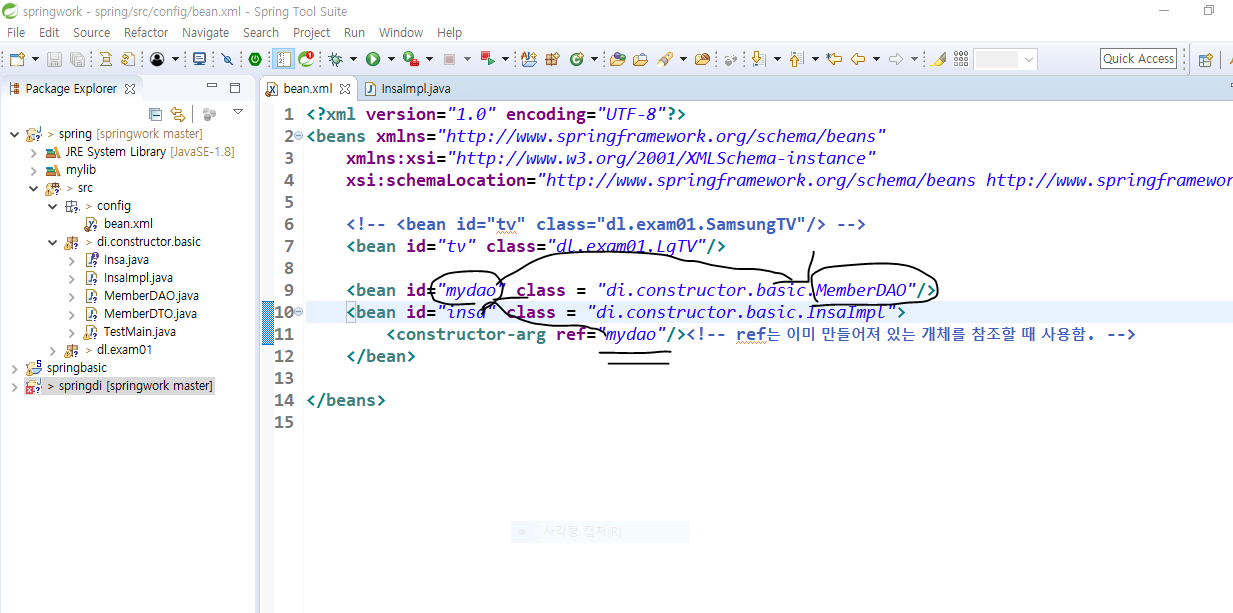 springwork - spring/src/config/bean.xml - Spring Tool Suite
File Edit Source Refactor Navigate Search Project Run Window Help
Quick Access
Package Explorer
bean.xml
InsaImpl.java
> spring [springwork master]
JRE System Library [JavaSE-1.8]
mylib
> src
> config
bean.xml
> di.constructor.basic
Insa.java
InsaImpl.java
MemberDAO.java
MemberDTO.java
TestMain.java
> dl.exam01
springbasic
> springdi [springwork master]
1 <?xml version="1.0" encoding="UTF-8"?>
2 <beans xmlns="http://www.springframework.org/schema/beans"
3 xmlns:xsi="http://www.w3.org/2001/XMLSchema-instance"
4 xsi:schemaLocation="http://www.springframework.org/schema/beans http://www.springframewor
5
6 <!-- <bean id="tv" class="dl.exam01.SamsungTV"/> -->
7 <bean id="tv" class="dl.exam01.LgTV"/>
8
9 <bean id="mydao" class = "di.constructor.basic.MemberDAO"/>
10 <bean id="insa" class = "di.constructor.basic.InsaImpl">
11 <constructor-arg ref="mydao"/><!-- ref는 이미 만들어져 있는 개체를 참조할 때 사용함. -->
12 </bean>
13
14 </beans>
15
사각형 캡처(R)